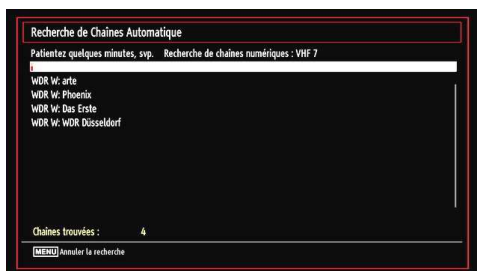 Recherche de Chaines Automatique
Patientez quelques minutes, svp. Recherche de chaînes numériques : VHF 7
WDR W: arte
WDR W: Phoenix
WDR W: Das Erste
WDR W: WDR Düsseldorf
Chaînes trouvées : 4
MENU Annuler la recherche